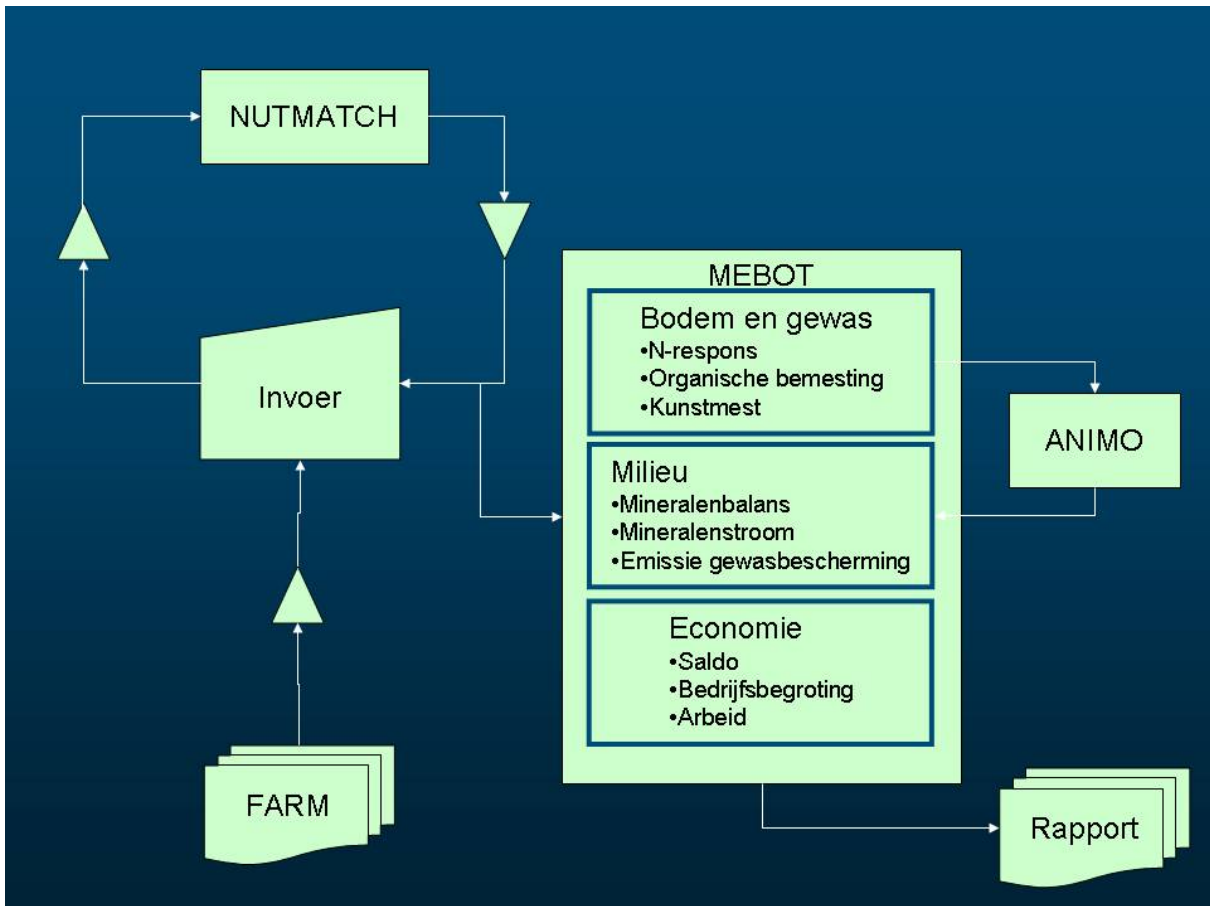 NUTMATCH
Invoer
FARM
MEBOT
Bodem en gewas
•N-respons
•Organische bemesting
•Kunstmest
Milieu
•Mineralenbalans
•Mineralenstroom
•Emissie gewasbescherming
Economie
•Saldo
•Bedrijfsbegroting
•Arbeid
ANIMO
Rapport